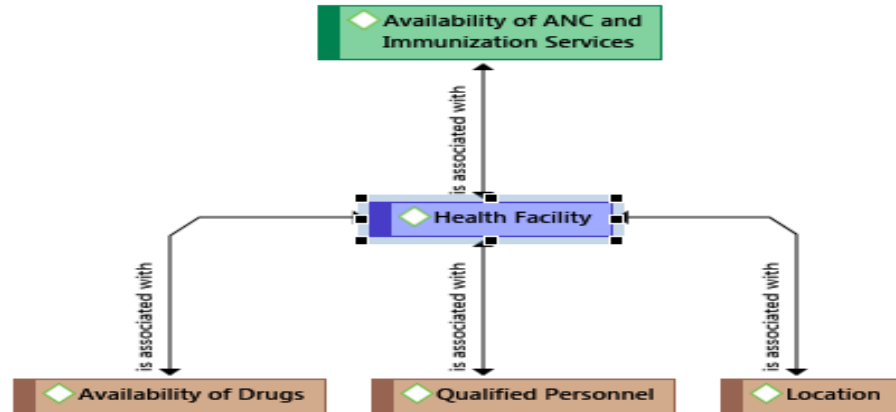 Availability of ANC and
Immunization Services
is associated with
Health Facility
is associated with
is associated with
is associated with
Availability of Drugs
Qualified Personnel
Location